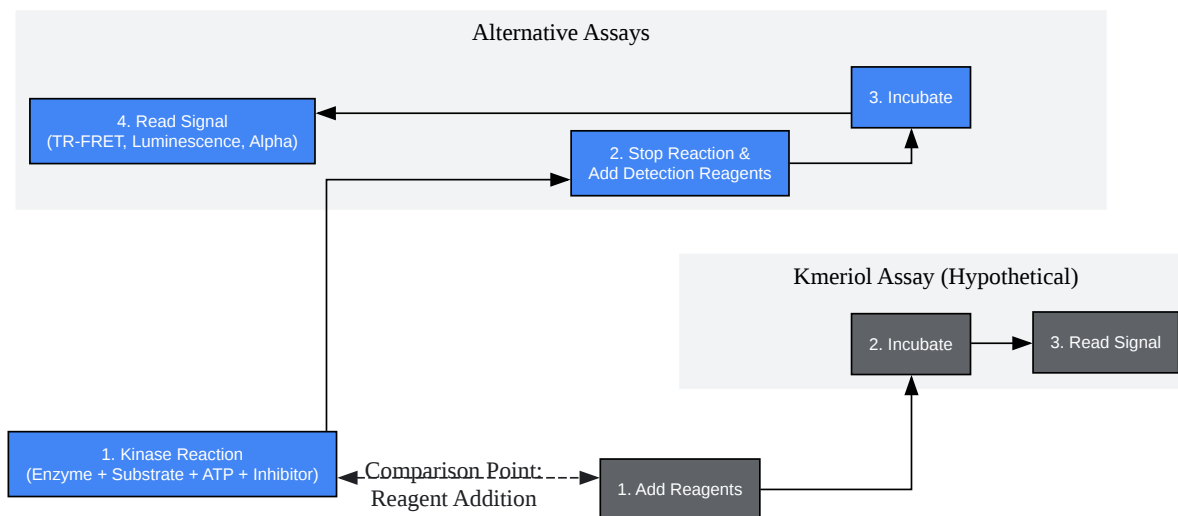 Alternative Assays
3. Incubate
4. Read Signal
(TR-FRET, Luminescence, Alpha)
2. Stop Reaction &
Add Detection Reagents
Kmeriol Assay (Hypothetical)
2. Incubate
3. Read Signal
1. Kinase Reaction
(Enzyme + Substrate + ATP + Inhibitor)
Comparison Point:
Reagent Addition
1. Add Reagents